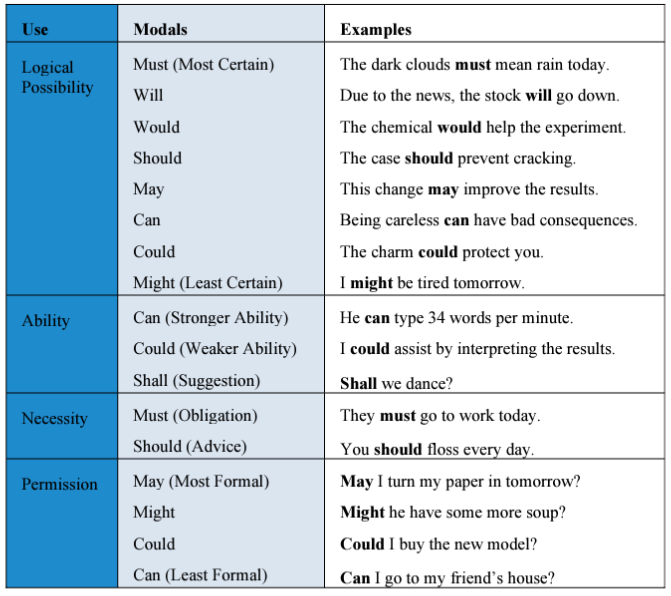 Use Modals Examples
Logical Possibility Must (Most Certain) The dark clouds must mean rain today.
Will Due to the news, the stock will go down.
Would The chemical would help the experiment.
Should The case should prevent cracking.
May This change may improve the results.
Can Being careless can have bad consequences.
Could The charm could protect you.
Might (Least Certain) I might be tired tomorrow.
Ability Can (Stronger Ability) He can type 34 words per minute.
Could (Weaker Ability) I could assist by interpreting the results.
Shall (Suggestion) Shall we dance?
Necessity Must (Obligation) They must go to work today.
Should (Advice) You should floss every day.
Permission May (Most Formal) May I turn my paper in tomorrow?
Might Might he have some more soup?
Could Could I buy the new model?
Can (Least Formal) Can I go to my friend’s house?